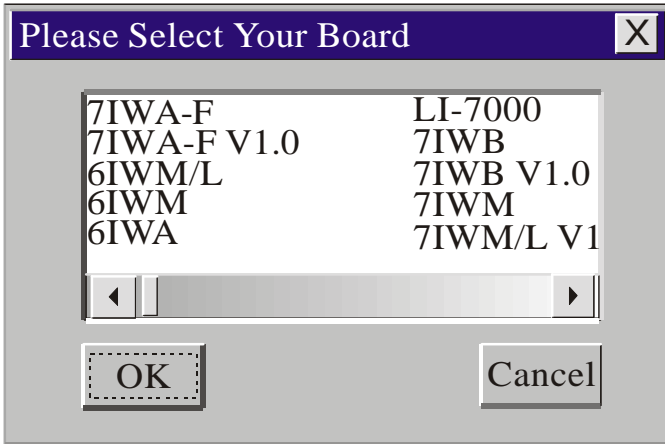 Please Select Your Board X
7IWA-F LI-7000
7IWA-F V1.0 7IWB
6IWM/L 7IWB V1.0
6IWM 7IWM
6IWA 7IWM/L V1
OK Cancel